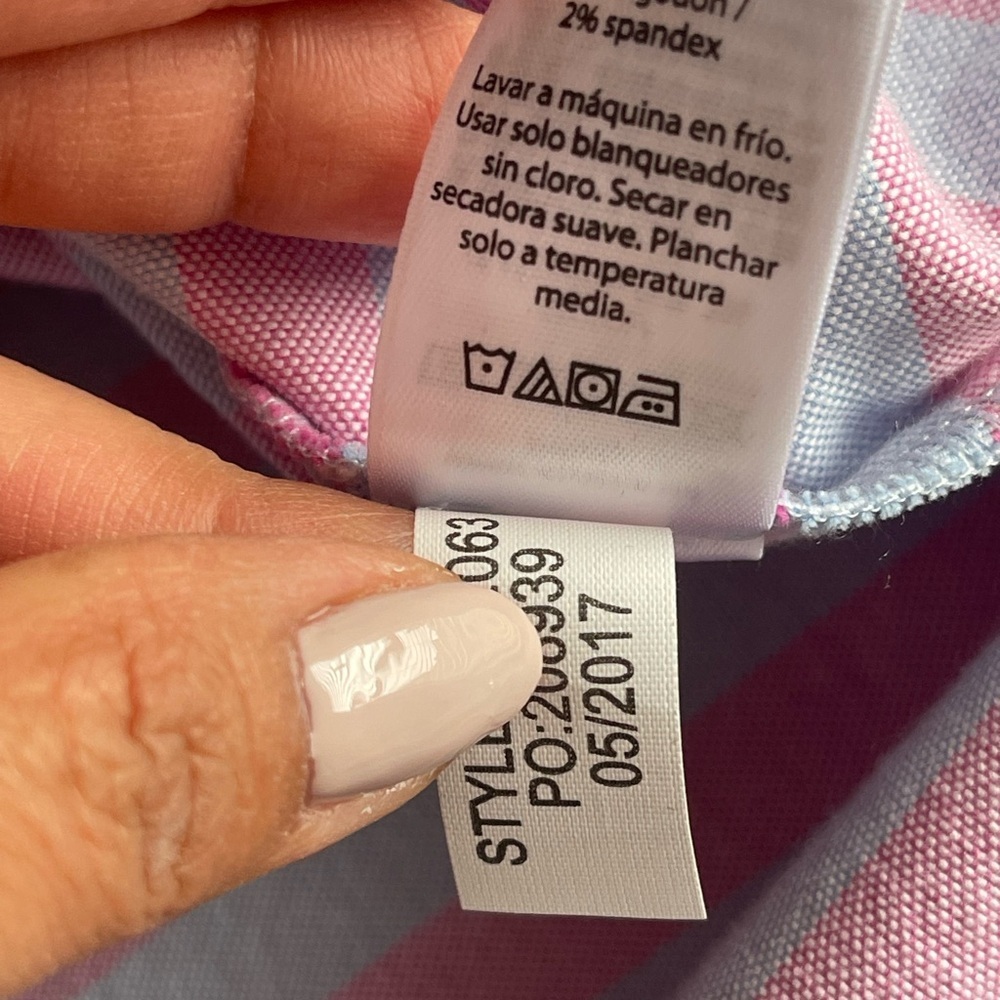 2% spandex
Lavar a máquina en frío.
Usar solo blanqueadores
sin cloro. Secar en
secadora suave. Planchar
solo a temperatura
media.
05/2017